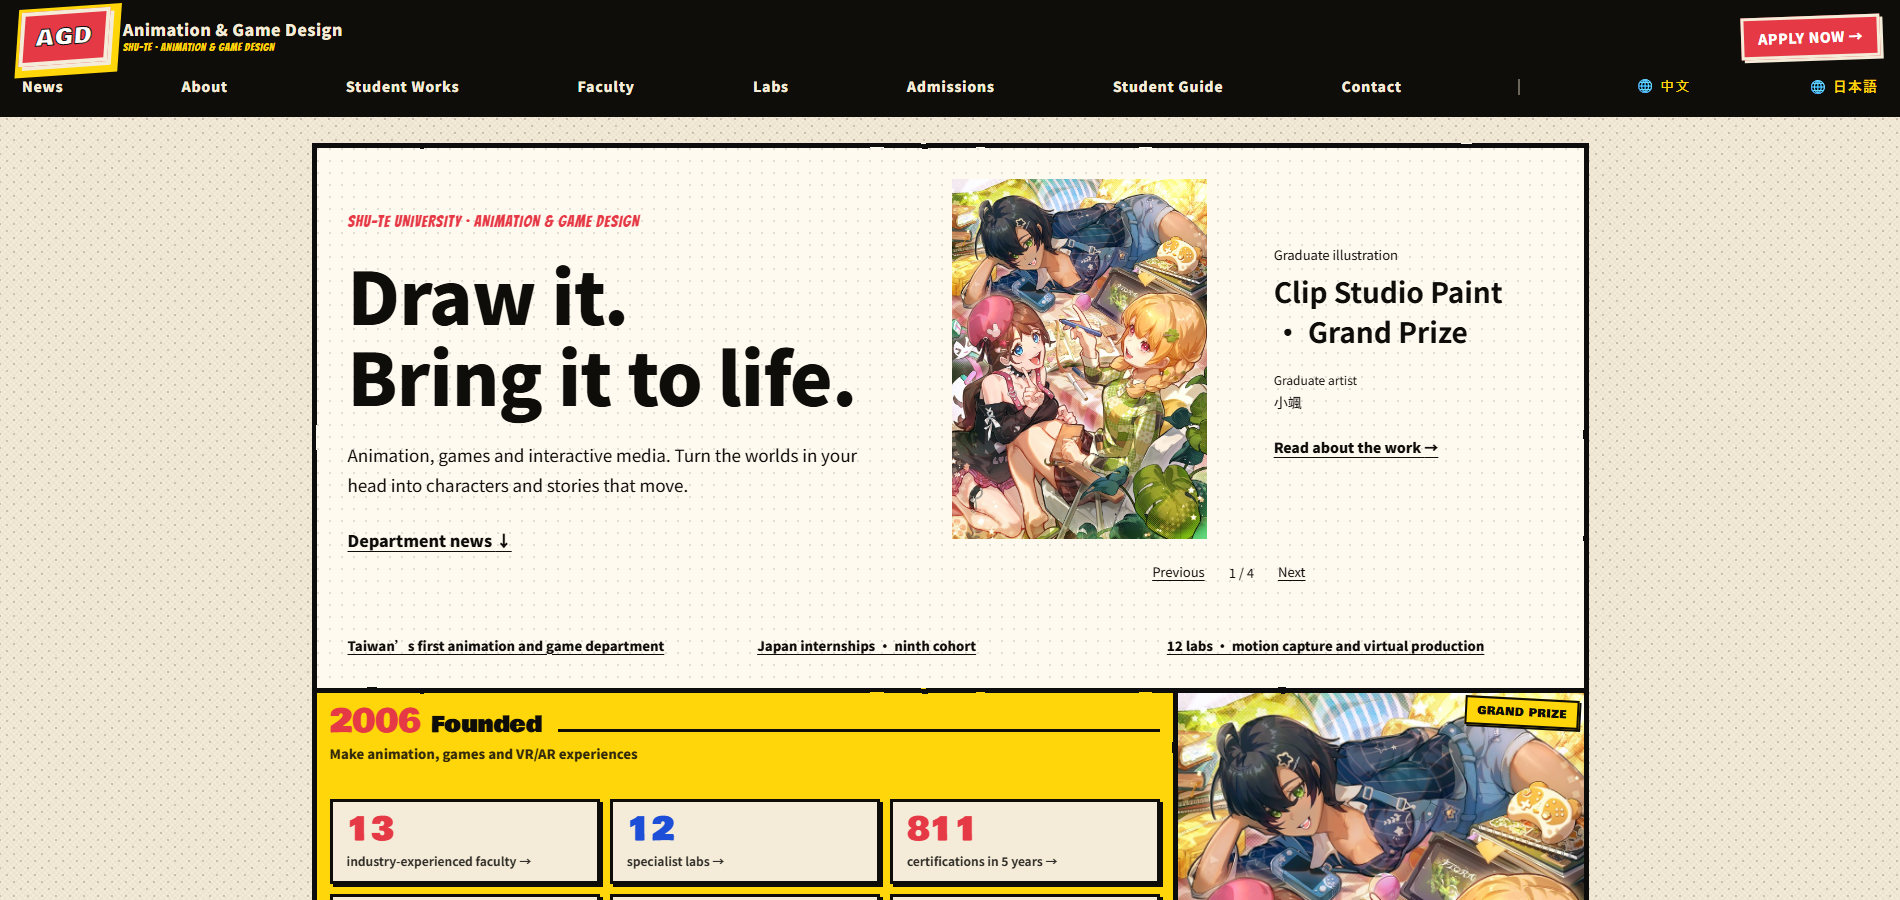 AGD
Animation & Game Design
SHU-TE · ANIMATION & GAME DESIGN
APPLY NOW →
News
About
Student Works
Faculty
Labs
Admissions
Student Guide
Contact
中文
日本語
SHU-TE UNIVERSITY · ANIMATION & GAME DESIGN
Draw it.
Bring it to life.
Animation, games and interactive media. Turn the worlds in your
head into characters and stories that move.
Department news ↓
Graduate illustration
Clip Studio Paint
・ Grand Prize
Graduate artist
小颯
Read about the work →
Previous
1 / 4
Next
Taiwan’s first animation and game department
Japan internships・ninth cohort
12 labs・motion capture and virtual production
2006 Founded
Make animation, games and VR/AR experiences
13
industry-experienced faculty →
12
specialist labs →
811
certifications in 5 years →
GRAND PRIZE